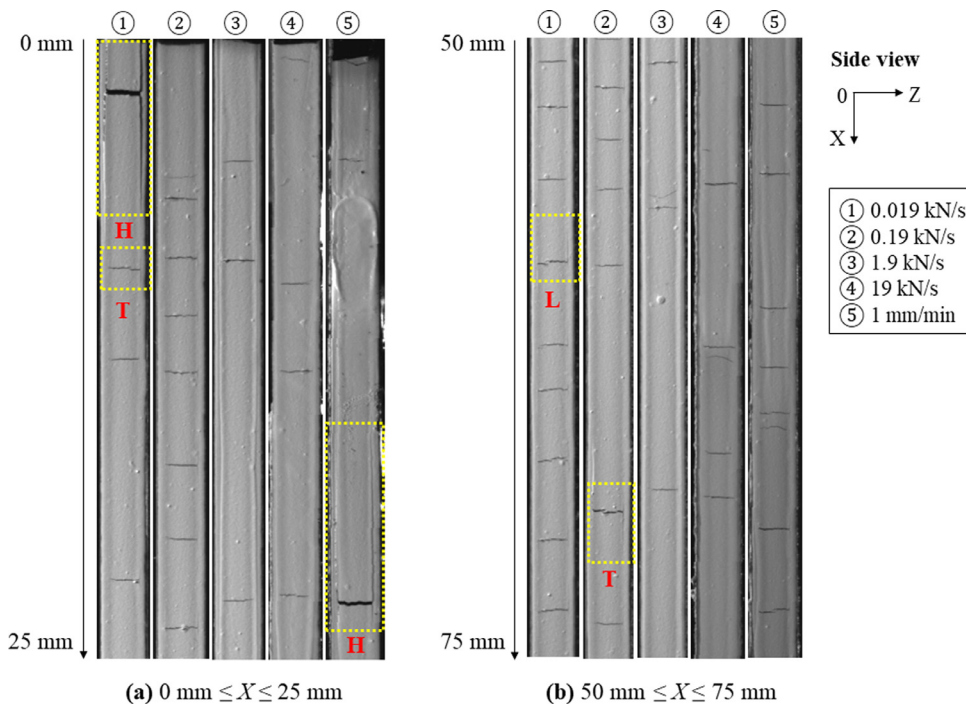 ① ② ③ ④ ⑤
0 mm
H
T
H
25 mm
(a) 0 mm ≤ X ≤ 25 mm
① ② ③ ④ ⑤
50 mm
L
T
75 mm
(b) 50 mm ≤ X ≤ 75 mm
Side view
0 Z
X
① 0.019 kN/s
② 0.19 kN/s
③ 1.9 kN/s
④ 19 kN/s
⑤ 1 mm/min